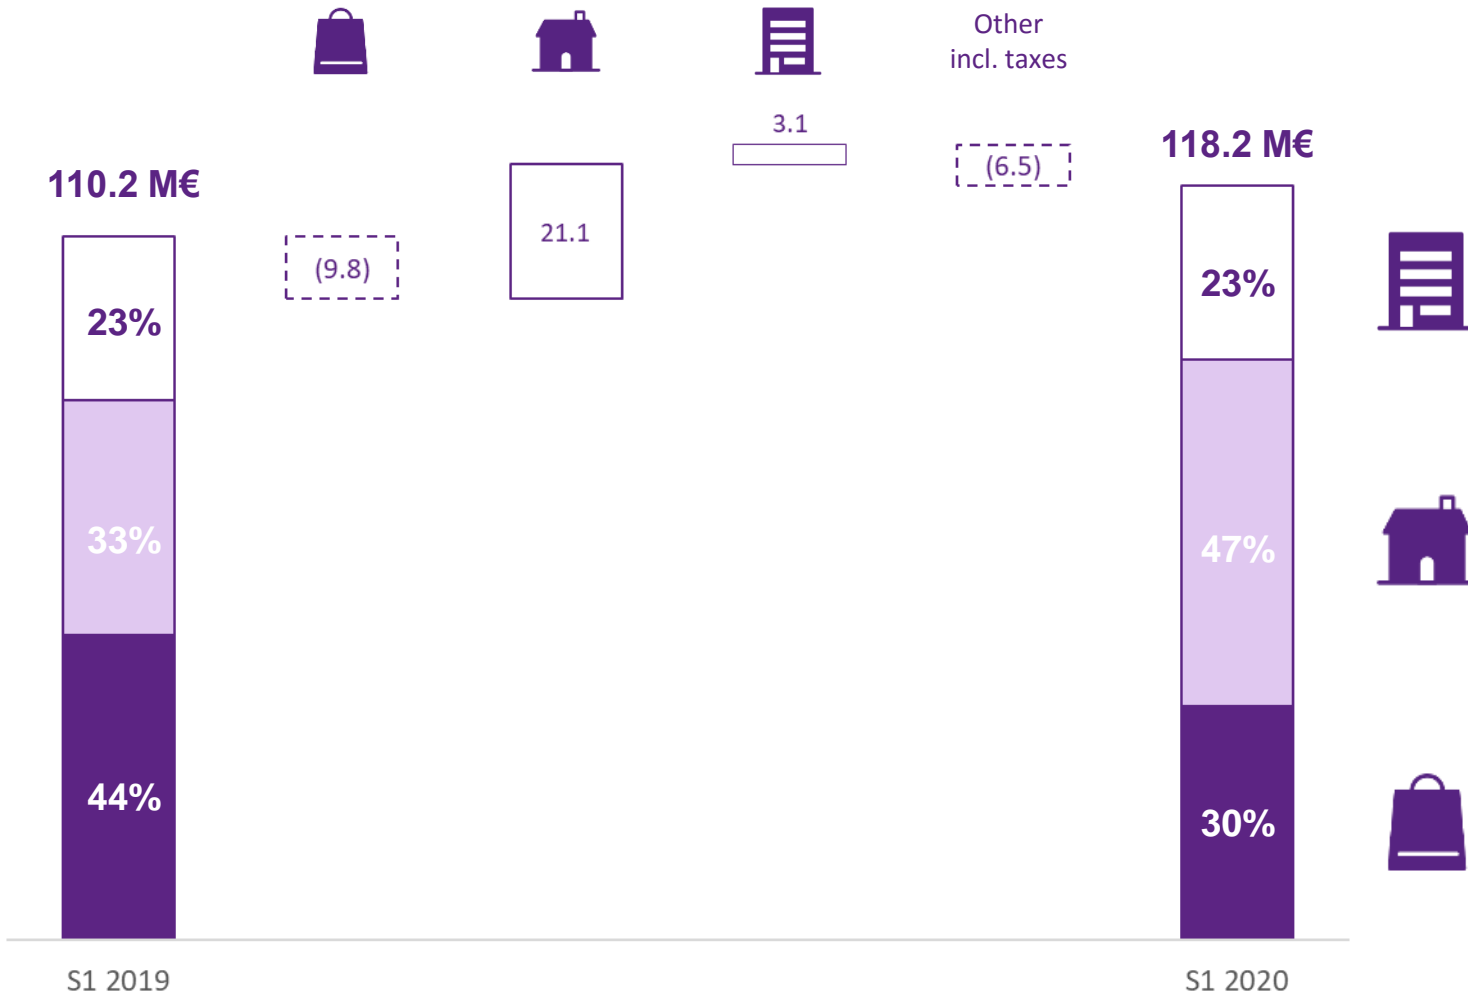 Other
incl. taxes
3.1
118.2 M€
110.2 M€
(6.5)
21.1
(9.8)
23%
23%
33%
47%
44%
30%
S1 2019
S1 2020